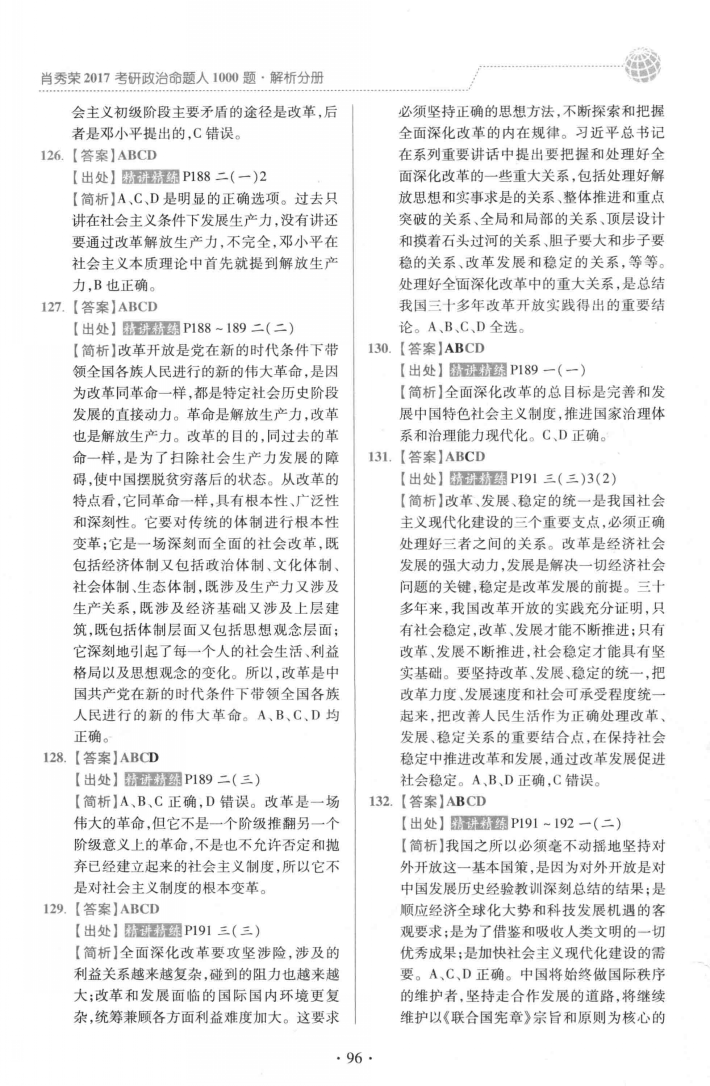 肖秀荣2017考研政治命题人1000题·解析分册
会主义初级阶段主要矛盾的途径是改革,后
者是邓小平提出的,C错误。
126.【答案】ABCD
【出处】精讲精练P188 二(一)2
【简析】A、C、D是明显的正确选项。过去只
讲在社会主义条件下发展生产力,没有讲还
要通过改革解放生产力,不完全,邓小平在
社会主义本质理论中首先就提到解放生产
力,B也正确。
127.【答案】ABCD
【出处】精讲精练P188~189 二(二)
【简析】改革开放是党在新的时代条件下带
领全国各族人民进行的新的伟大革命,是因
为改革同革命一样,都是特定社会历史阶段
发展的直接动力。革命是解放生产力,改革
也是解放生产力。改革的目的,同过去的革
命一样,是为了扫除社会生产力发展的障
碍,使中国摆脱贫穷落后的状态。从改革的
特点看,它同革命一样,具有根本性、广泛性
和深刻性。它要对传统的体制进行根本性
变革;它是一场深刻而全面的社会改革,既
包括经济体制又包括政治体制、文化体制、
社会体制、生态体制,既涉及生产力又涉及
生产关系,既涉及经济基础又涉及上层建
筑,既包括体制层面又包括思想观念层面;
它深刻地引起了每一个人的社会生活、利益
格局以及思想观念的变化。所以,改革是中
国共产党在新的时代条件下带领全国各族
人民进行的新的伟大革命。A、B、C、D均
正确。
128.【答案】ABCD
【出处】精讲精练P189 二(三)
【简析】A、B、C正确,D错误。改革是一场
伟大的革命,但它不是一个阶级推翻另一个
阶级意义上的革命,不是也不允许否定和抛
弃已经建立起来的社会主义制度,所以它不
是对社会主义制度的根本变革。
129.【答案】ABCD
【出处】精讲精练P191 三(三)
【简析】全面深化改革要攻坚涉险,涉及的
利益关系越来越复杂,碰到的阻力也越来越
大;改革和发展面临的国际国内环境更复
杂,统筹兼顾各方面利益难度加大。这要求
必须坚持正确的思想方法,不断探索和把握
全面深化改革的内在规律。习近平总书记
在系列重要讲话中提出要把握和处理好全
面深化改革的一些重大关系,包括处理好解
放思想和实事求是的关系、整体推进和重点
突破的关系、全局和局部的关系、顶层设计
和摸着石头过河的关系、胆子要大和步子要
稳的关系、改革发展和稳定的关系,等等。
处理好全面深化改革中的重大关系,是总结
我国三十多年改革开放实践得出的重要结
论。A、B、C、D全选。
130.【答案】ABCD
【出处】精讲精练P189 一(一)
【简析】全面深化改革的总目标是完善和发
展中国特色社会主义制度,推进国家治理体
系和治理能力现代化。C、D正确。
131.【答案】ABCD
【出处】精讲精练P191 三(三)3(2)
【简析】改革、发展、稳定的统一是我国社会
主义现代化建设的三个重要支点,必须正确
处理好三者之间的关系。改革是经济社会
发展的强大动力,发展是解决一切经济社会
问题的关键,稳定是改革发展的前提。三十
多年来,我国改革开放的实践充分证明,只
有社会稳定,改革、发展才能不断推进;只有
改革、发展不断推进,社会稳定才能具有坚
实基础。要坚持改革、发展、稳定的统一,把
改革力度、发展速度和社会可承受程度统一
起来,把改善人民生活作为正确处理改革、
发展、稳定关系的重要结合点,在保持社会
稳定中推进改革和发展,通过改革发展促进
社会稳定。A、B、D正确,C错误。
132.【答案】ABCD
【出处】精讲精练P191~192 一(二)
【简析】我国之所以必须毫不动摇地坚持对
外开放这一基本国策,是因为对外开放是对
中国发展历史经验教训深刻总结的结果;是
顺应经济全球化大势和科技发展机遇的客
观要求;是为了借鉴和吸收人类文明的一切
优秀成果;是加快社会主义现代化建设的需
要。A、C、D正确。中国将始终做国际秩序
的维护者,坚持走合作发展的道路,将继续
维护以《联合国宪章》宗旨和原则为核心的
·96·